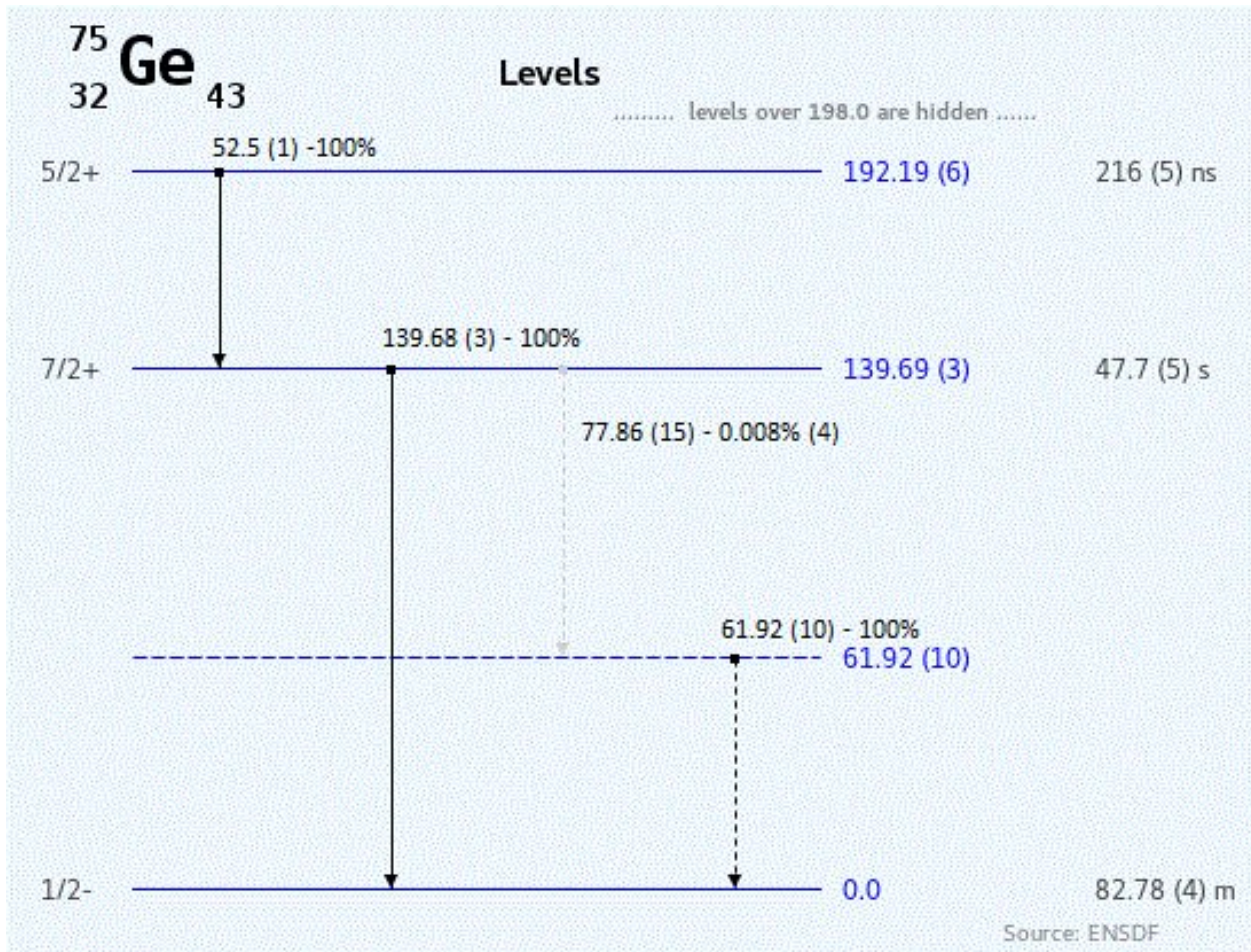 75
Ge
32 43
Levels
......... levels over 198.0 are hidden ......
52.5 (1) -100%
5/2+ 192.19 (6) 216 (5) ns
139.68 (3) - 100%
7/2+ 139.69 (3) 47.7 (5) s
77.86 (15) - 0.008% (4)
61.92 (10) - 100%
61.92 (10)
1/2- 0.0 82.78 (4) m
Source: ENSDF